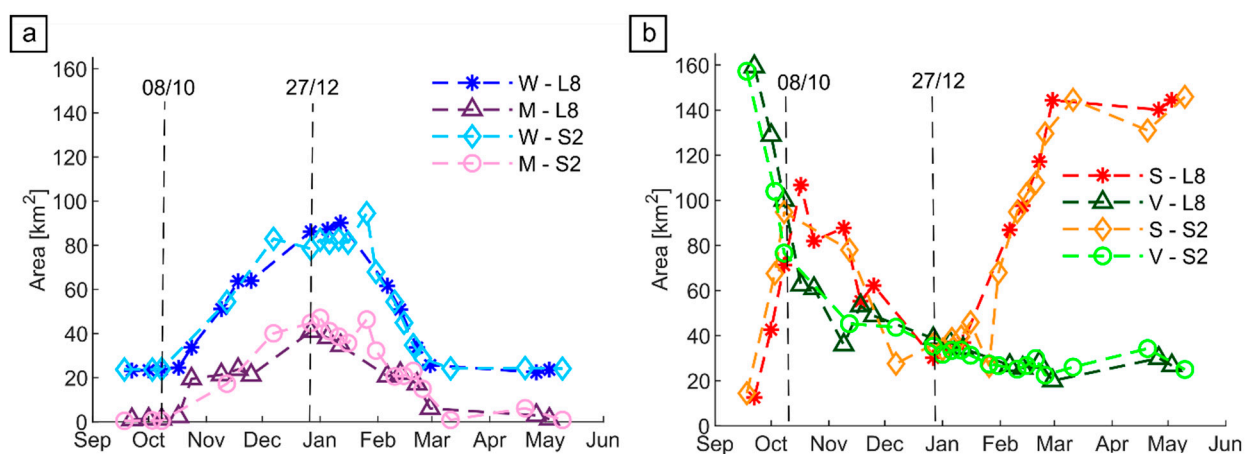 a
160
140
120
100
80
60
40
20
0
Area [km²]
08/10
27/12
W - L8
M - L8
W - S2
M - S2
Sep Oct Nov Dec Jan Feb Mar Apr May Jun
b
160
140
120
100
80
60
40
20
0
Area [km²]
08/10
27/12
S - L8
V - L8
S - S2
V - S2
Sep Oct Nov Dec Jan Feb Mar Apr May Jun